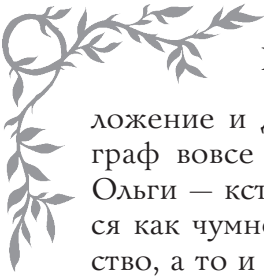 ложение и
граф вовсе
Ольги — кст
ся как чумн
ство, а то и